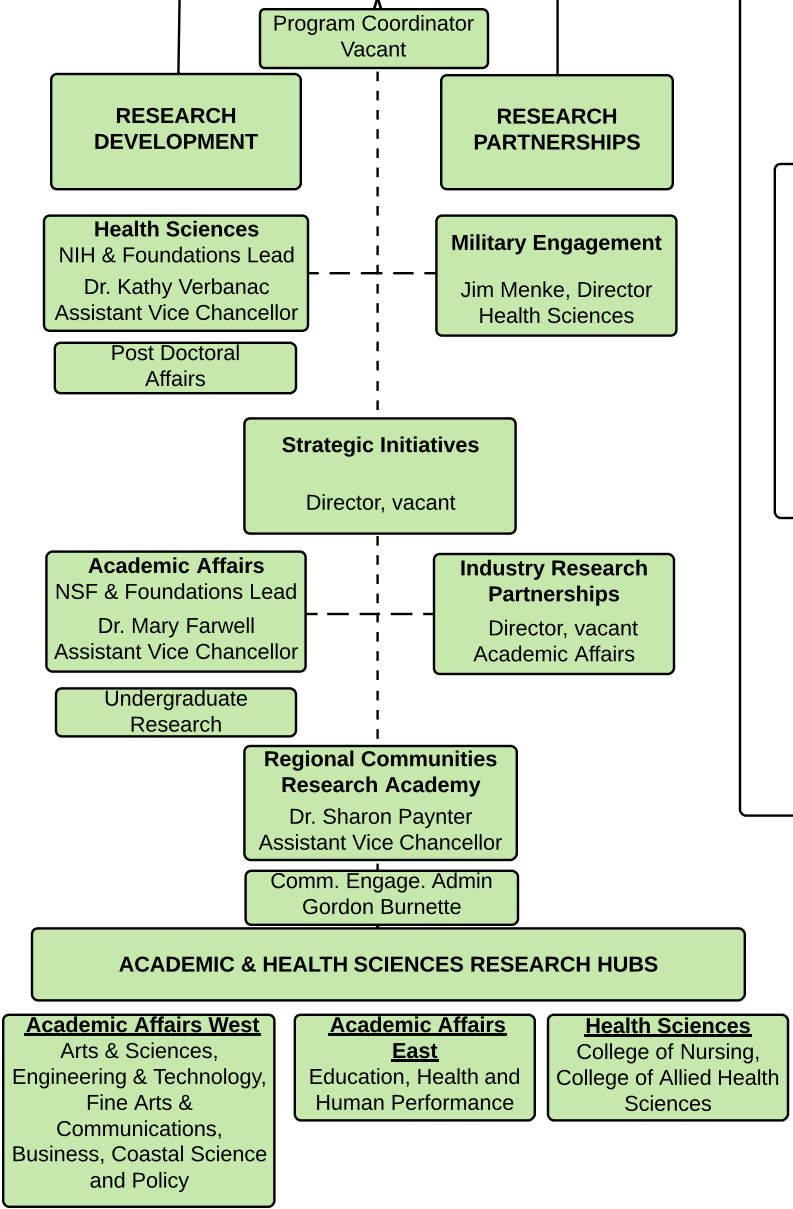 Program Coordinator
Vacant
RESEARCH
DEVELOPMENT
RESEARCH
PARTNERSHIPS
Health Sciences
NIH & Foundations Lead
Dr. Kathy Verbanac
Assistant Vice Chancellor
Military Engagement
Jim Menke, Director
Health Sciences
Post Doctoral
Affairs
Strategic Initiatives
Director, vacant
Academic Affairs
NSF & Foundations Lead
Dr. Mary Farwell
Assistant Vice Chancellor
Industry Research
Partnerships
Director, vacant
Academic Affairs
Undergraduate
Research
Regional Communities
Research Academy
Dr. Sharon Paynter
Assistant Vice Chancellor
Comm. Engage. Admin
Gordon Burnette
ACADEMIC & HEALTH SCIENCES RESEARCH HUBS
Academic Affairs West
Arts & Sciences,
Engineering & Technology,
Fine Arts &
Communications,
Business, Coastal Science
and Policy
Academic Affairs
East
Education, Health and
Human Performance
Health Sciences
College of Nursing,
College of Allied Health
Sciences